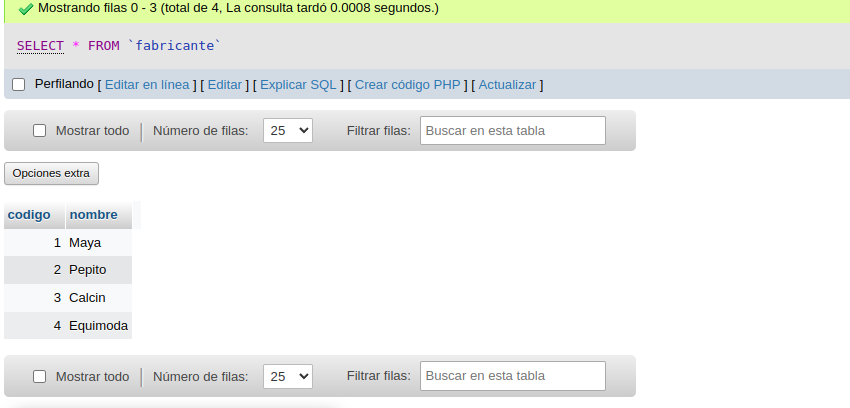 Mostrando filas 0 - 3 (total de 4, La consulta tardó 0.0008 segundos.)
SELECT * FROM `fabricante`
Perfilando [ Editar en línea ] [ Editar ] [ Explicar SQL ] [ Crear código PHP ] [ Actualizar ]
Mostrar todo | Número de filas: 25 Filtrar filas: Buscar en esta tabla
Opciones extra
codigo nombre
1 Maya
2 Pepito
3 Calcin
4 Equimoda
Mostrar todo | Número de filas: 25 Filtrar filas: Buscar en esta tabla